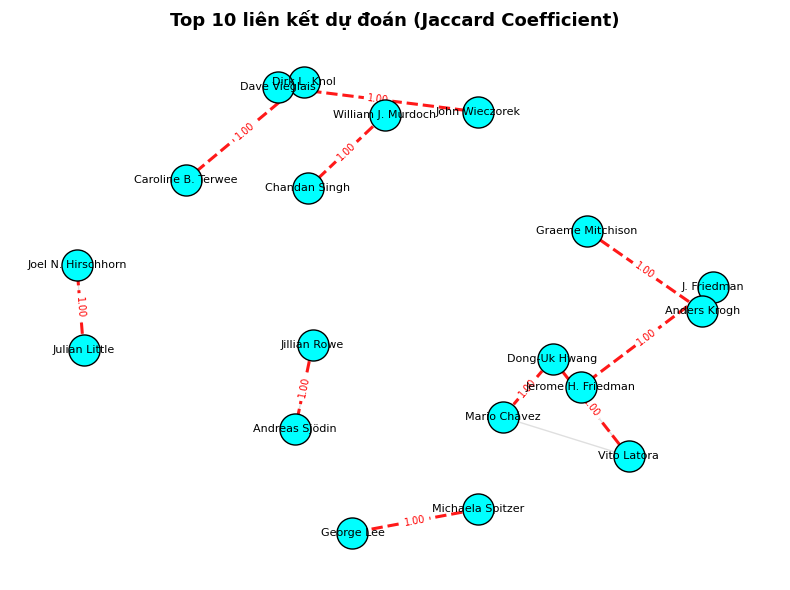 Top 10 liên kết dự đoán (Jaccard Coefficient)
Dirk L. Knol
Dave Vieglais
1.00
William J. Murdoch
John Wieczorek
1.00
1.00
Caroline B. Terwee
Chandan Singh
Graeme Mitchison
Joel N. Hirschhorn
1.00
J. Friedman
1.00
Anders Krogh
1.00
Jillian Rowe
Julian Little
Dong-Uk Hwang
1.00
Jerome H. Friedman
1.00
1.00
Mario Chavez
Andreas Sjödin
Vito Latora
Michaela Spitzer
1.00
George Lee